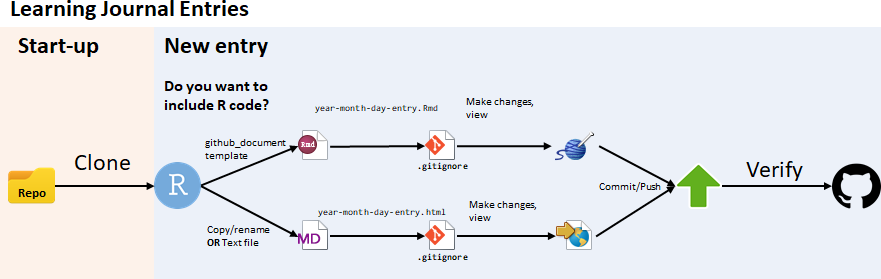 Learning Journal Entries
Start-up
New entry
Do you want to
include R code?
year-month-day-entry.Rmd
Make changes,
view
github_document
template
Rmd
.gitignore
Clone
Repo
R
Commit/Push
Verify
Copy/rename
OR Text file
year-month-day-entry.html
Make changes,
view
MD
.gitignore